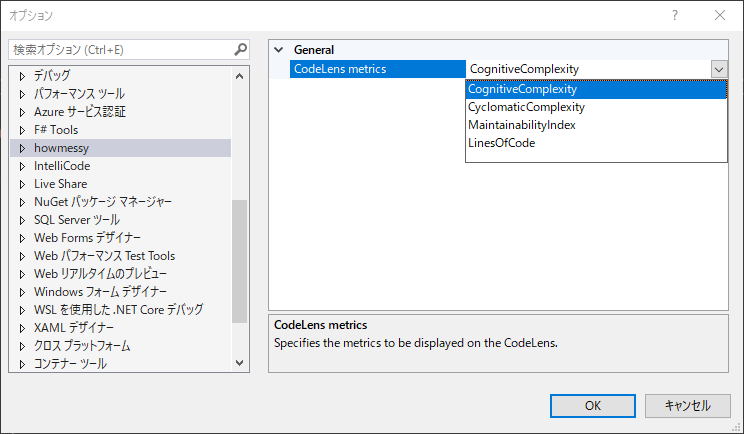 オプション
?
検索オプション (Ctrl+E)
デバッグ
パフォーマンス ツール
Azure サービス認証
F# Tools
howmessy
IntelliCode
Live Share
NuGet パッケージ マネージャー
SQL Server ツール
Web Forms デザイナー
Web パフォーマンス Test Tools
Web リアルタイムのプレビュー
Windows フォーム デザイナー
WSL を使用した .NET Core デバッグ
XAML デザイナー
クロス プラットフォーム
コンテナー ツール
General
CodeLens metrics CognitiveComplexity
CognitiveComplexity
CyclomaticComplexity
MaintainabilityIndex
LinesOfCode
CodeLens metrics
Specifies the metrics to be displayed on the CodeLens.
OK
キャンセル